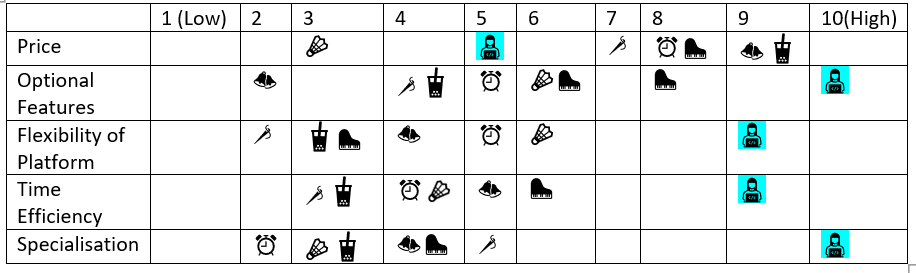 1 (Low) 2 3 4 5 6 7 8 9 10(High)
Price
Optional
Features
Flexibility of
Platform
Time
Efficiency
Specialisation